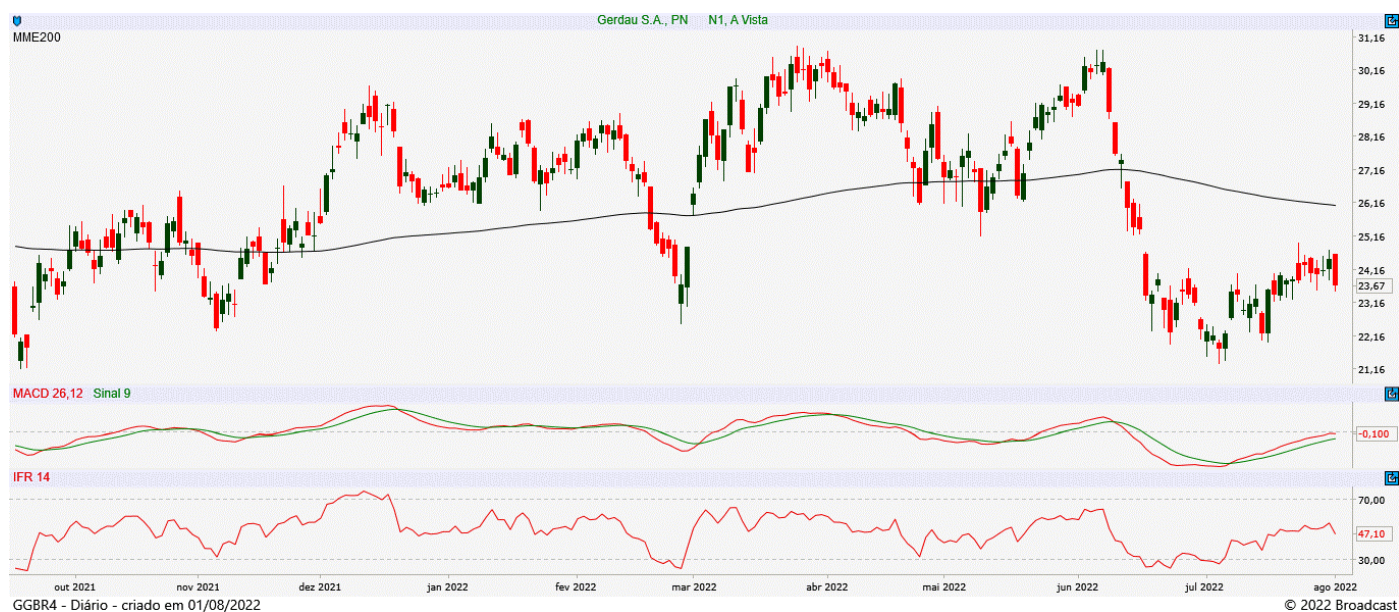 Gerdau S.A., PN N1, A Vista
MME200
31,16
30,16
29,16
28,16
27,16
26,16
25,16
24,16
23,67
23,16
22,16
21,16
MACD 26,12 Sinal 9
-0,100
IFR 14
70,00
47,10
30,00
out 2021 nov 2021 dez 2021 jan 2022 fev 2022 mar 2022 abr 2022 mai 2022 jun 2022 jul 2022 ago 2022
GGBR4 - Diário - criado em 01/08/2022 © 2022 Broadcast